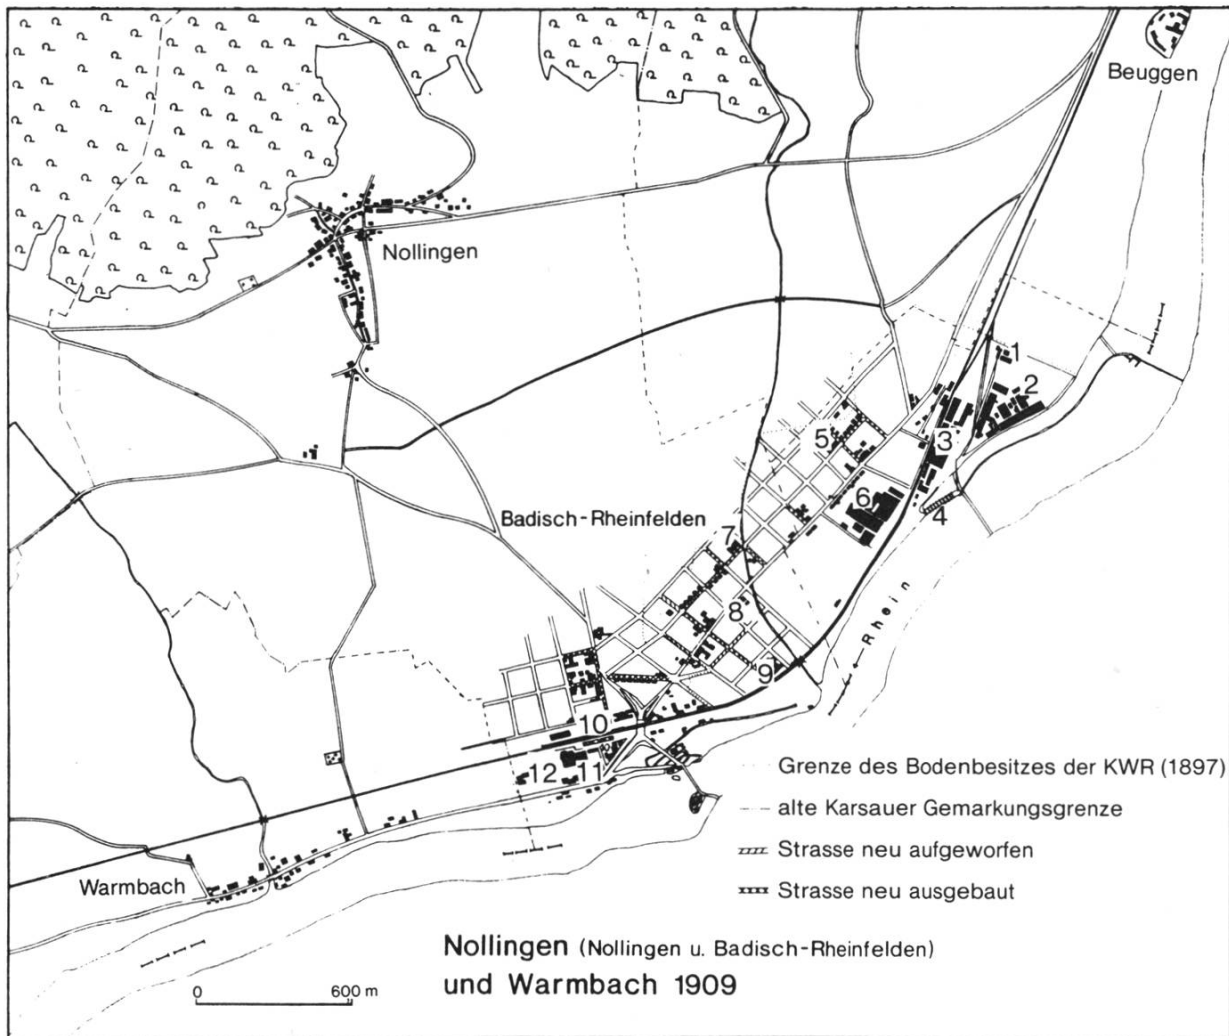 Beuggen
Nollingen
1
2
3
4
5
6
Badisch-Rheinfelden
7
8
9
Rhein
10
11
12
Grenze des Bodenbesitzes der KWR (1897)
alte Karsauer Gemarkungsgrenze
Strasse neu aufgeworfen
Strasse neu ausgebaut
Warmbach
Nollingen (Nollingen u. Badisch-Rheinfelden)
und Warmbach 1909
0 600 m